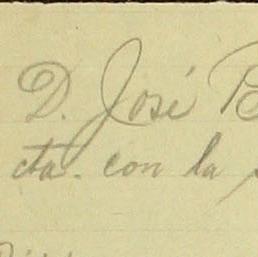 D. José
cta. con la